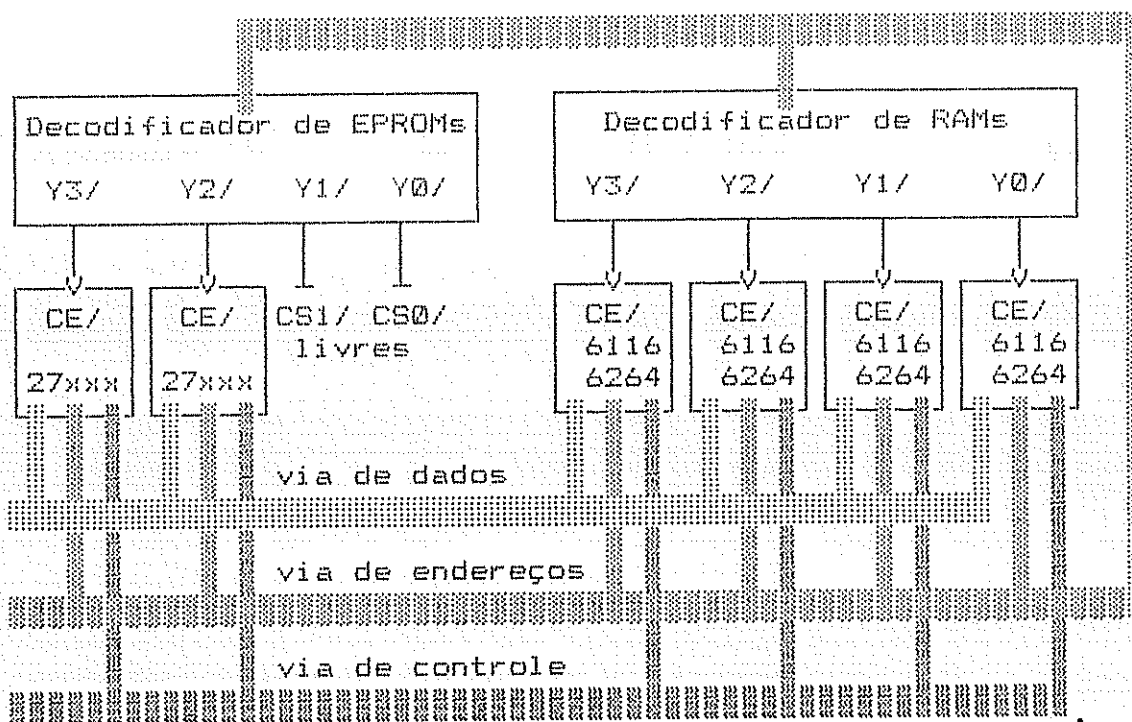 Decodificador de EPROMs
Y3/ Y2/ Y1/ Y0/
Decodificador de RAMs
Y3/ Y2/ Y1/ Y0/
CE/
27xxx
CE/
27xxx
CS1/ CS0/
livres
CE/
6116
6264
CE/
6116
6264
CE/
6116
6264
CE/
6116
6264
via de dados
via de endereços
via de controle